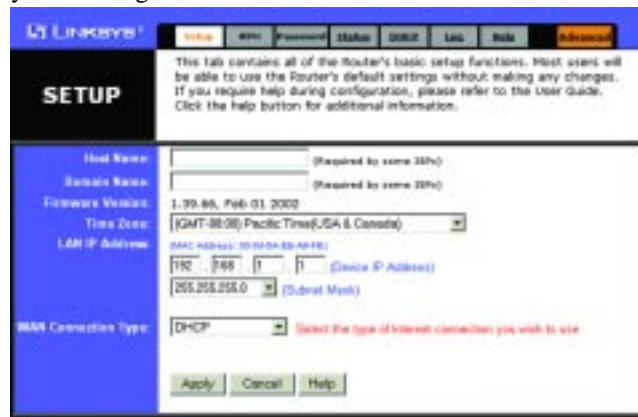 LINKSYS®
Setup Password Status DHCP Log Help Advanced
SETUP
This tab contains all of the Router's basic setup functions. Most users will
be able to use the Router's default settings without making any changes.
If you require help during configuration, please refer to the User Guide.
Click the help button for additional information.
Host Name: (Required by some ISPs)
Domain Name: (Required by some ISPs)
Firmware Version: 1.39.66, Feb 01 2002
Time Zone: (GMT-08:00) Pacific Time(USA & Canada)
LAN IP Address: (MAC Address:
192 . 168 . 1 . 1 (Device IP Address)
255.255.255.0 (Subnet Mask)
WAN Connection Type: DHCP Select the type of Internet connection you wish to use
Apply Cancel Help